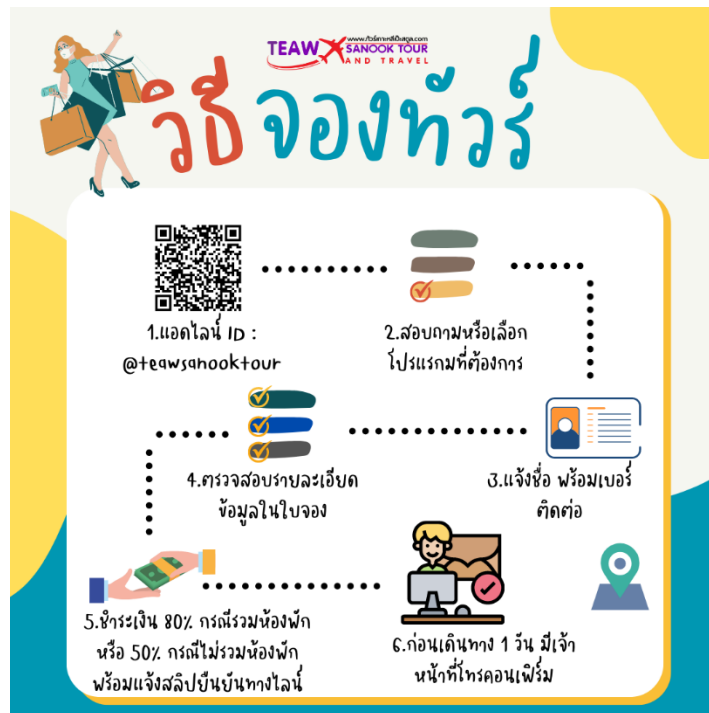 www.ทัวร์เกาะหลีเป๊ะสตูล.com
TEAW SANOOK TOUR
AND TRAVEL
วิธีจองทัวร์
1.แอดไลน์ ID :
@teawsanooktour
2.สอบถามหรือเลือก
โปรแรกมที่ต้องการ
3.แจ้งชื่อ พร้อมเบอร์
ติดต่อ
4.ตรวจสอบรายละเอียด
ข้อมูลในใบจอง
5.ชำระเงิน 80% กรณีรวมห้องพัก
หรือ 50% กรณีไม่รวมห้องพัก
พร้อมแจ้งสลิปยืนยันทางไลน์
6.ก่อนเดินทาง 1 วัน มีเจ้า
หน้าที่โทรคอนเฟิร์ม